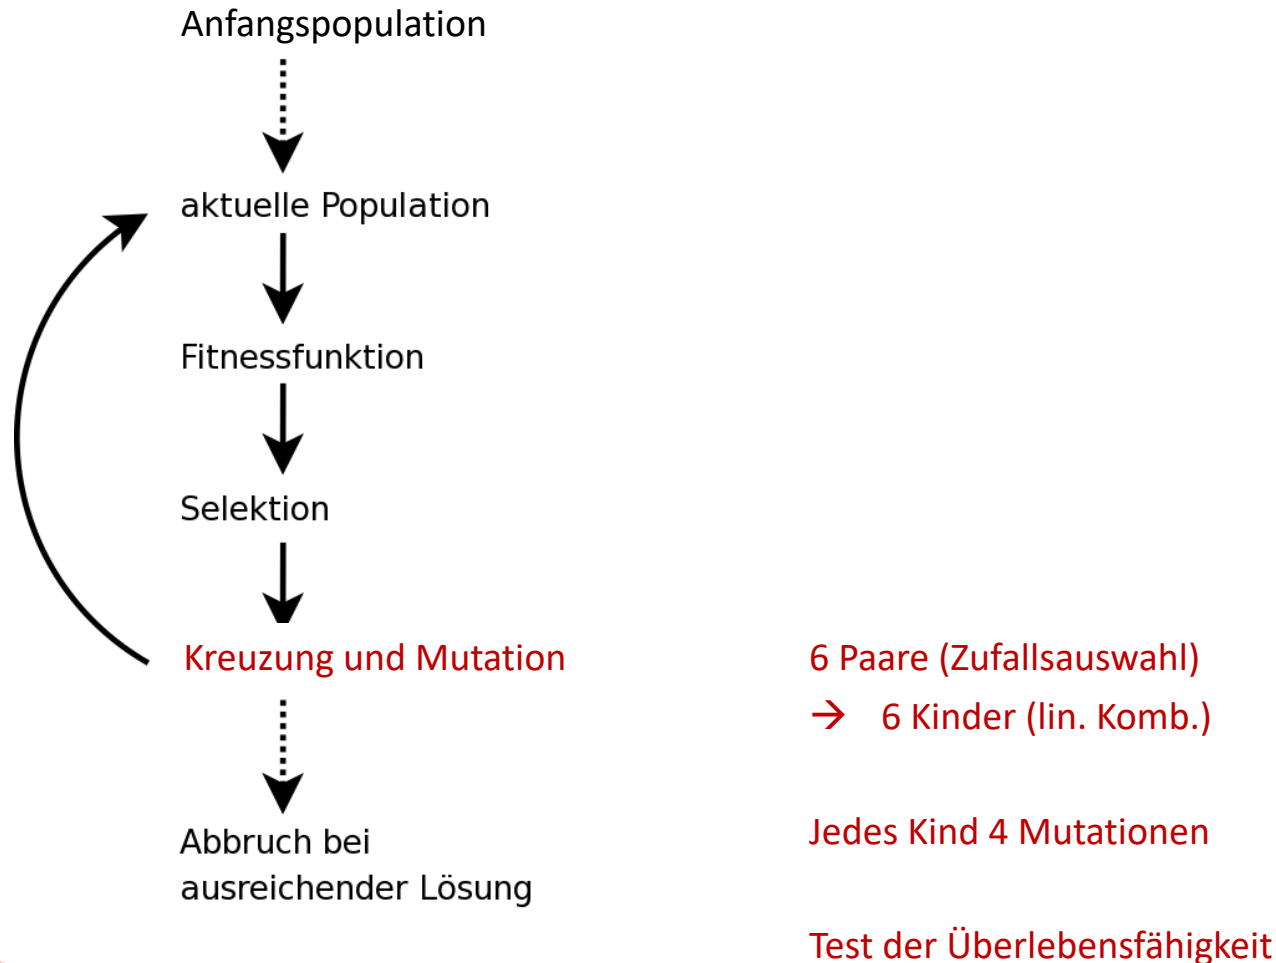 Anfangspopulation
aktuelle Population
Fitnessfunktion
Selektion
Kreuzung und Mutation
6 Paare (Zufallsauswahl)
→ 6 Kinder (lin. Komb.)
Jedes Kind 4 Mutationen
Abbruch bei
ausreichender Lösung
Test der Überlebensfähigkeit